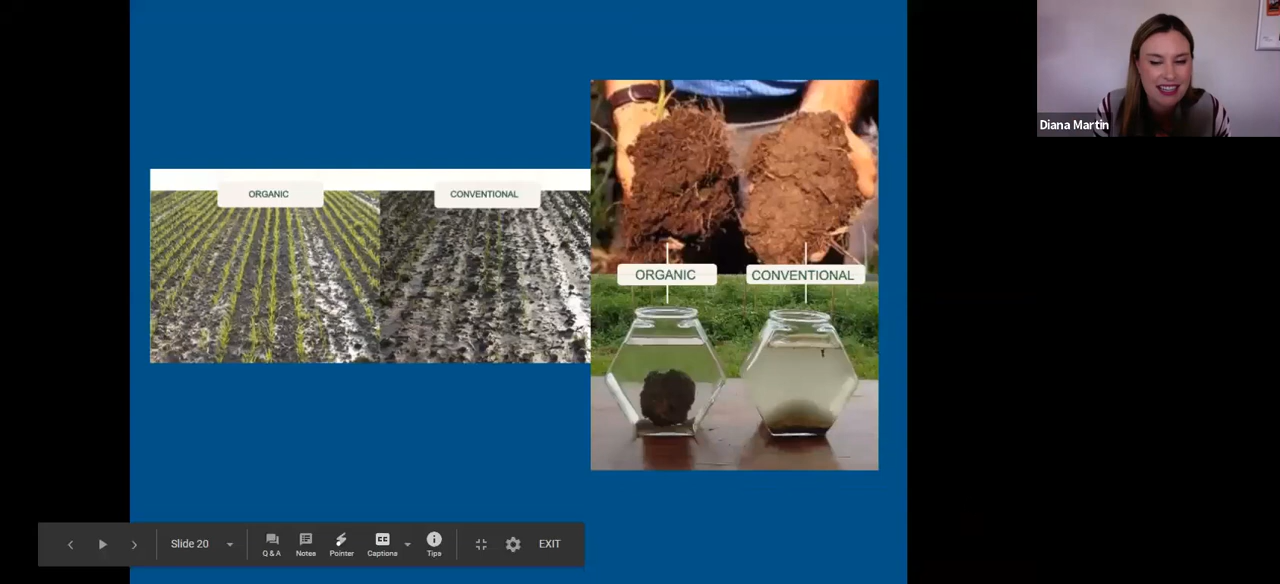 Diana Martin
ORGANIC
CONVENTIONAL
ORGANIC
CONVENTIONAL
Slide 20
Q & A
Notes
Pointer
Captions
Tips
EXIT